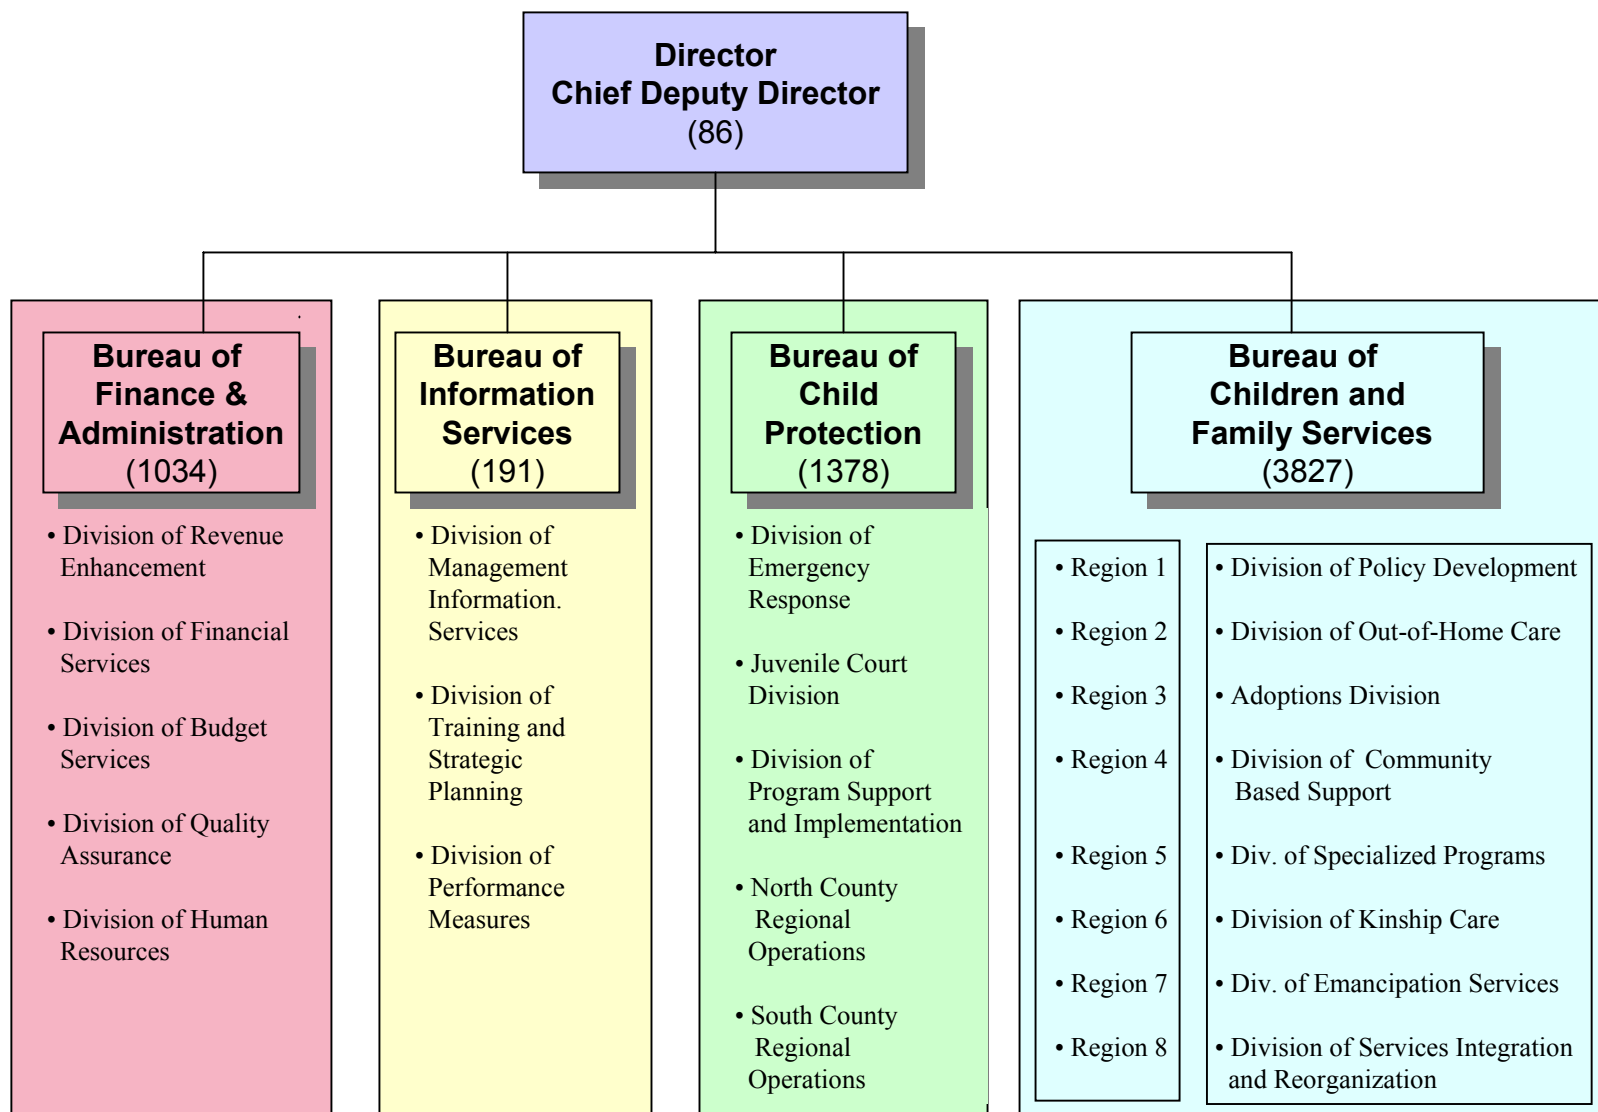 Director
Chief Deputy Director
(86)
Bureau of
Finance &
Administration
(1034)
• Division of Revenue
Enhancement
• Division of Financial
Services
• Division of Budget
Services
• Division of Quality
Assurance
• Division of Human
Resources
Bureau of
Information
Services
(191)
• Division of
Management
Information.
Services
• Division of
Training and
Strategic
Planning
• Division of
Performance
Measures
Bureau of
Child
Protection
(1378)
• Division of
Emergency
Response
• Juvenile Court
Division
• Division of
Program Support
and Implementation
• North County
Regional
Operations
• South County
Regional
Operations
Bureau of
Children and
Family Services
(3827)
• Region 1
• Region 2
• Region 3
• Region 4
• Region 5
• Region 6
• Region 7
• Region 8
• Division of Policy Development
• Division of Out-of-Home Care
• Adoptions Division
• Division of Community
Based Support
• Div. of Specialized Programs
• Division of Kinship Care
• Div. of Emancipation Services
• Division of Services Integration
and Reorganization